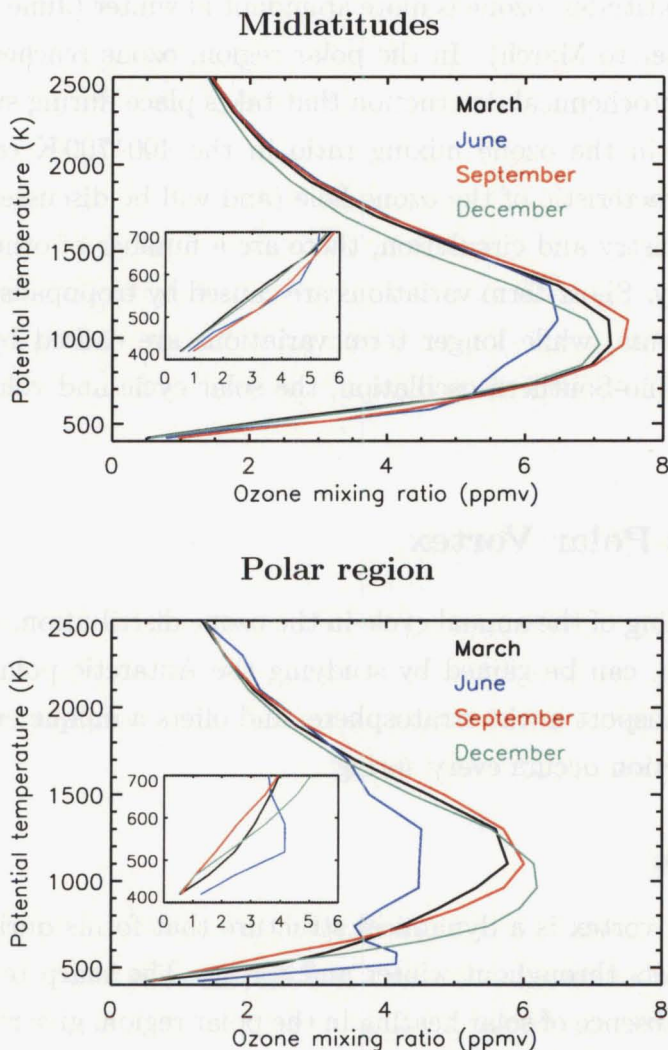 Midlatitudes
Potential temperature (K)
2500
2000
1500
1000
500
March
June
September
December
700
600
500
400
0 1 2 3 4 5 6
0 2 4 6 8
Ozone mixing ratio (ppmv)
Polar region
Potential temperature (K)
2500
2000
1500
1000
500
March
June
September
December
700
600
500
400
0 1 2 3 4 5 6
0 2 4 6 8
Ozone mixing ratio (ppmv)